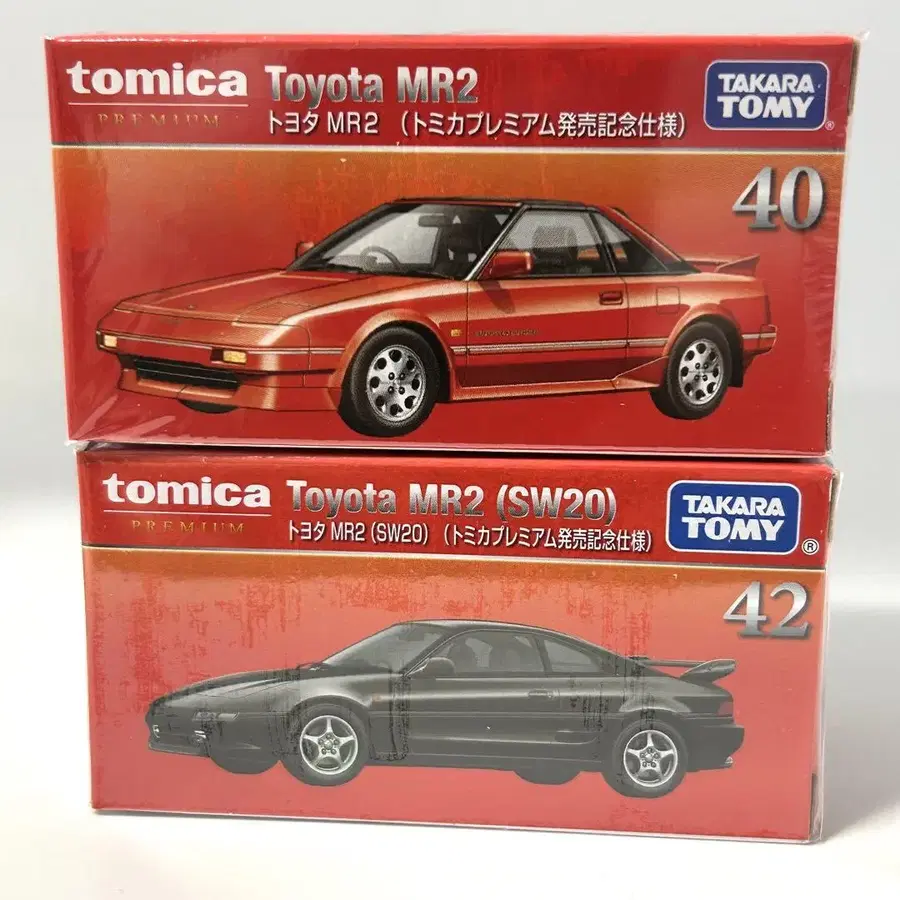 tomica
PREMIUM
Toyota MR2
トヨタ MR2 (トミカプレミアム発売記念仕様)
TAKARA
TOMY®
40
tomica
PREMIUM
Toyota MR2 (SW20)
トヨタ MR2 (SW20) (トミカプレミアム発売記念仕様)
TAKARA
TOMY®
42